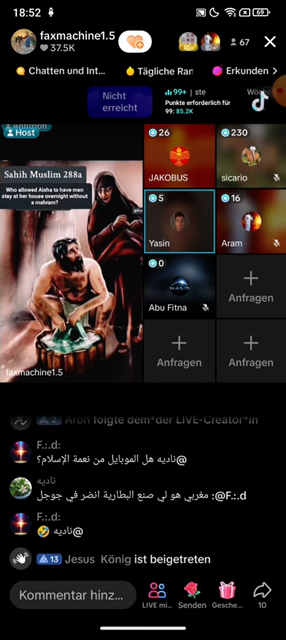 18:52
69
faxmachine1.5
37.5K
67
Chatten und Int...
Tägliche Ran
Erkunden >
Nicht
erreicht
99+ | ste
Punkte erforderlich für
99: 85.2K
Host
Sahih Muslim 288a
Who allowed Aisha to have men
stay at her house overnight without
a mahram?
faxmachine1.5
26
JAKOBUS
230
sicario
5
Yasin
16
Aram
0
Abu Fitna
Anfragen
Anfragen
Anfragen
Aron folgte dem*der LIVE-Creator*in
F.:.d:
@ناديه هل الموبايل من نعمة الإسلام؟
ناديه
@F.:.d: مغربي هو لي صنع البطارية انضر في جوجل
F.:.d:
@ناديه 🤣
13 Jesus König ist beigetreten
Kommentar hinz...
LIVE mi...
Senden
Gesche...
10